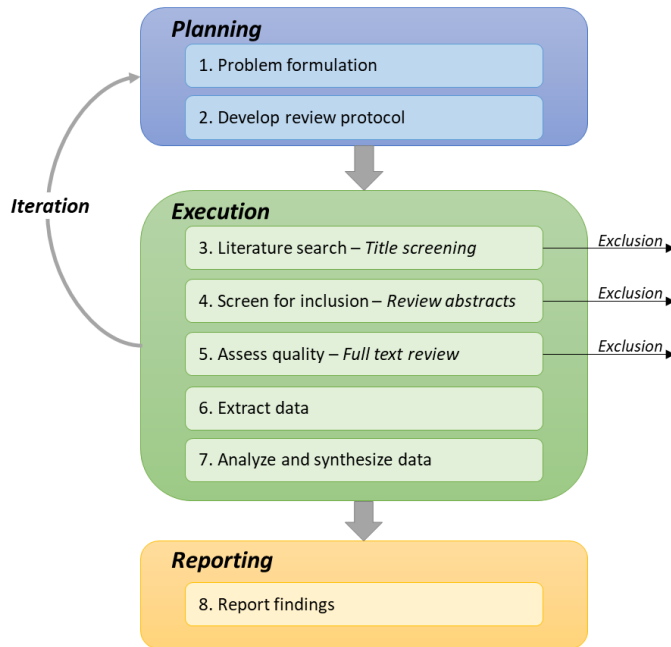 Planning
1. Problem formulation
2. Develop review protocol
Iteration
Execution
3. Literature search – Title screening
Exclusion
4. Screen for inclusion – Review abstracts
Exclusion
5. Assess quality – Full text review
Exclusion
6. Extract data
7. Analyze and synthesize data
Reporting
8. Report findings